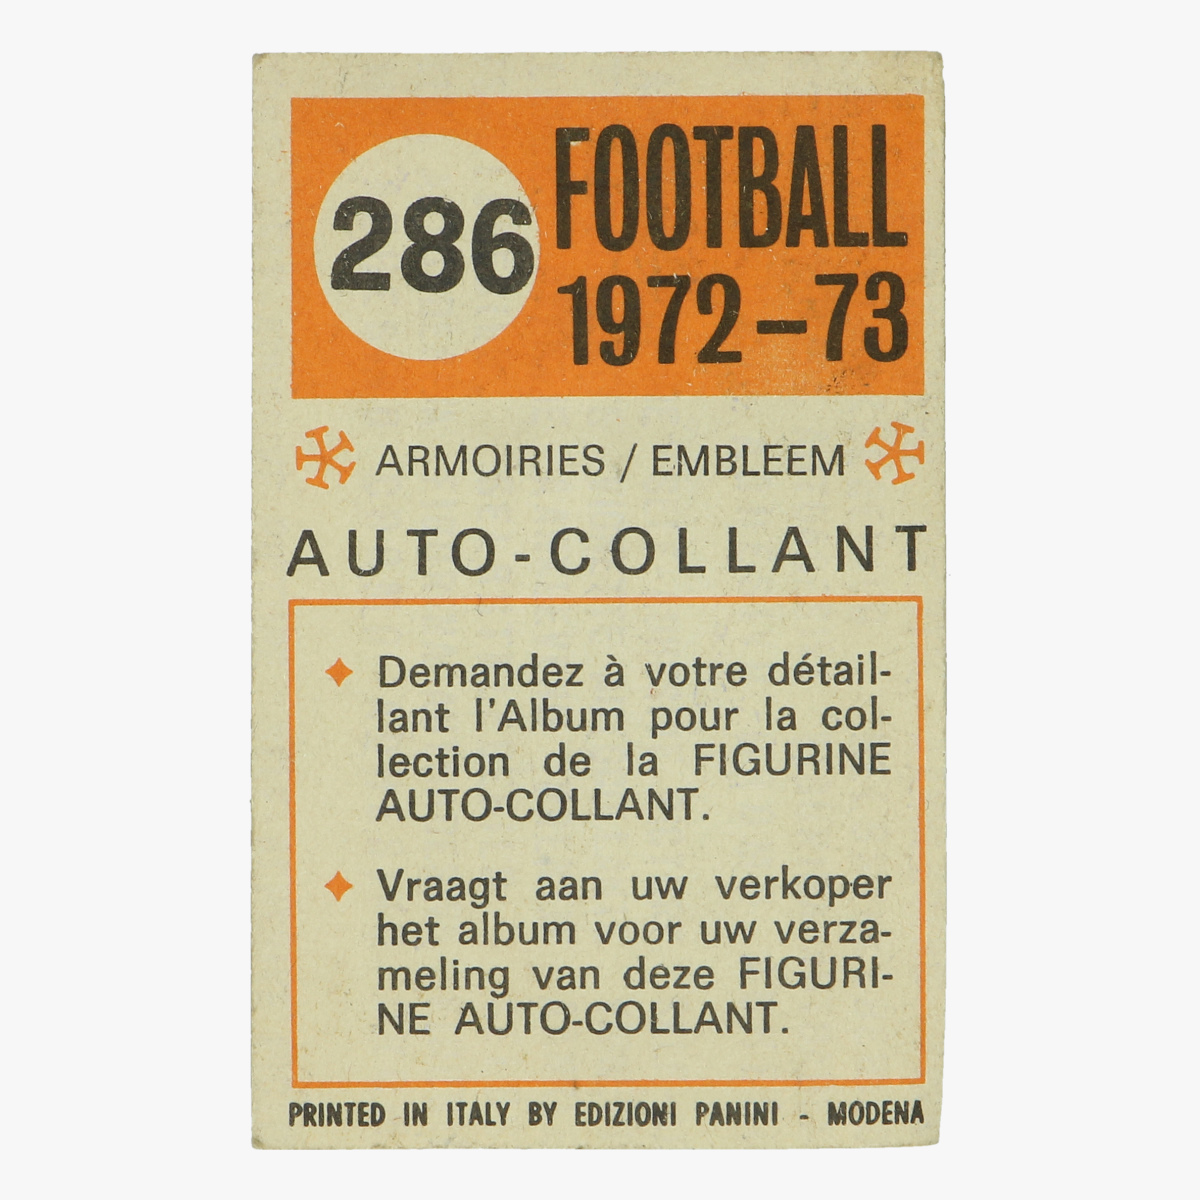 286
FOOTBALL
1972-73
ARMOIRIES / EMBLEEM
AUTO-COLLANT
Demandez à votre détail-
lant l'Album pour la col-
lection de la FIGURINE
AUTO-COLLANT.
Vraagt aan uw verkoper
het album voor uw verza-
meling van deze FIGURI-
NE AUTO-COLLANT.
PRINTED IN ITALY BY EDIZIONI PANINI - MODENA